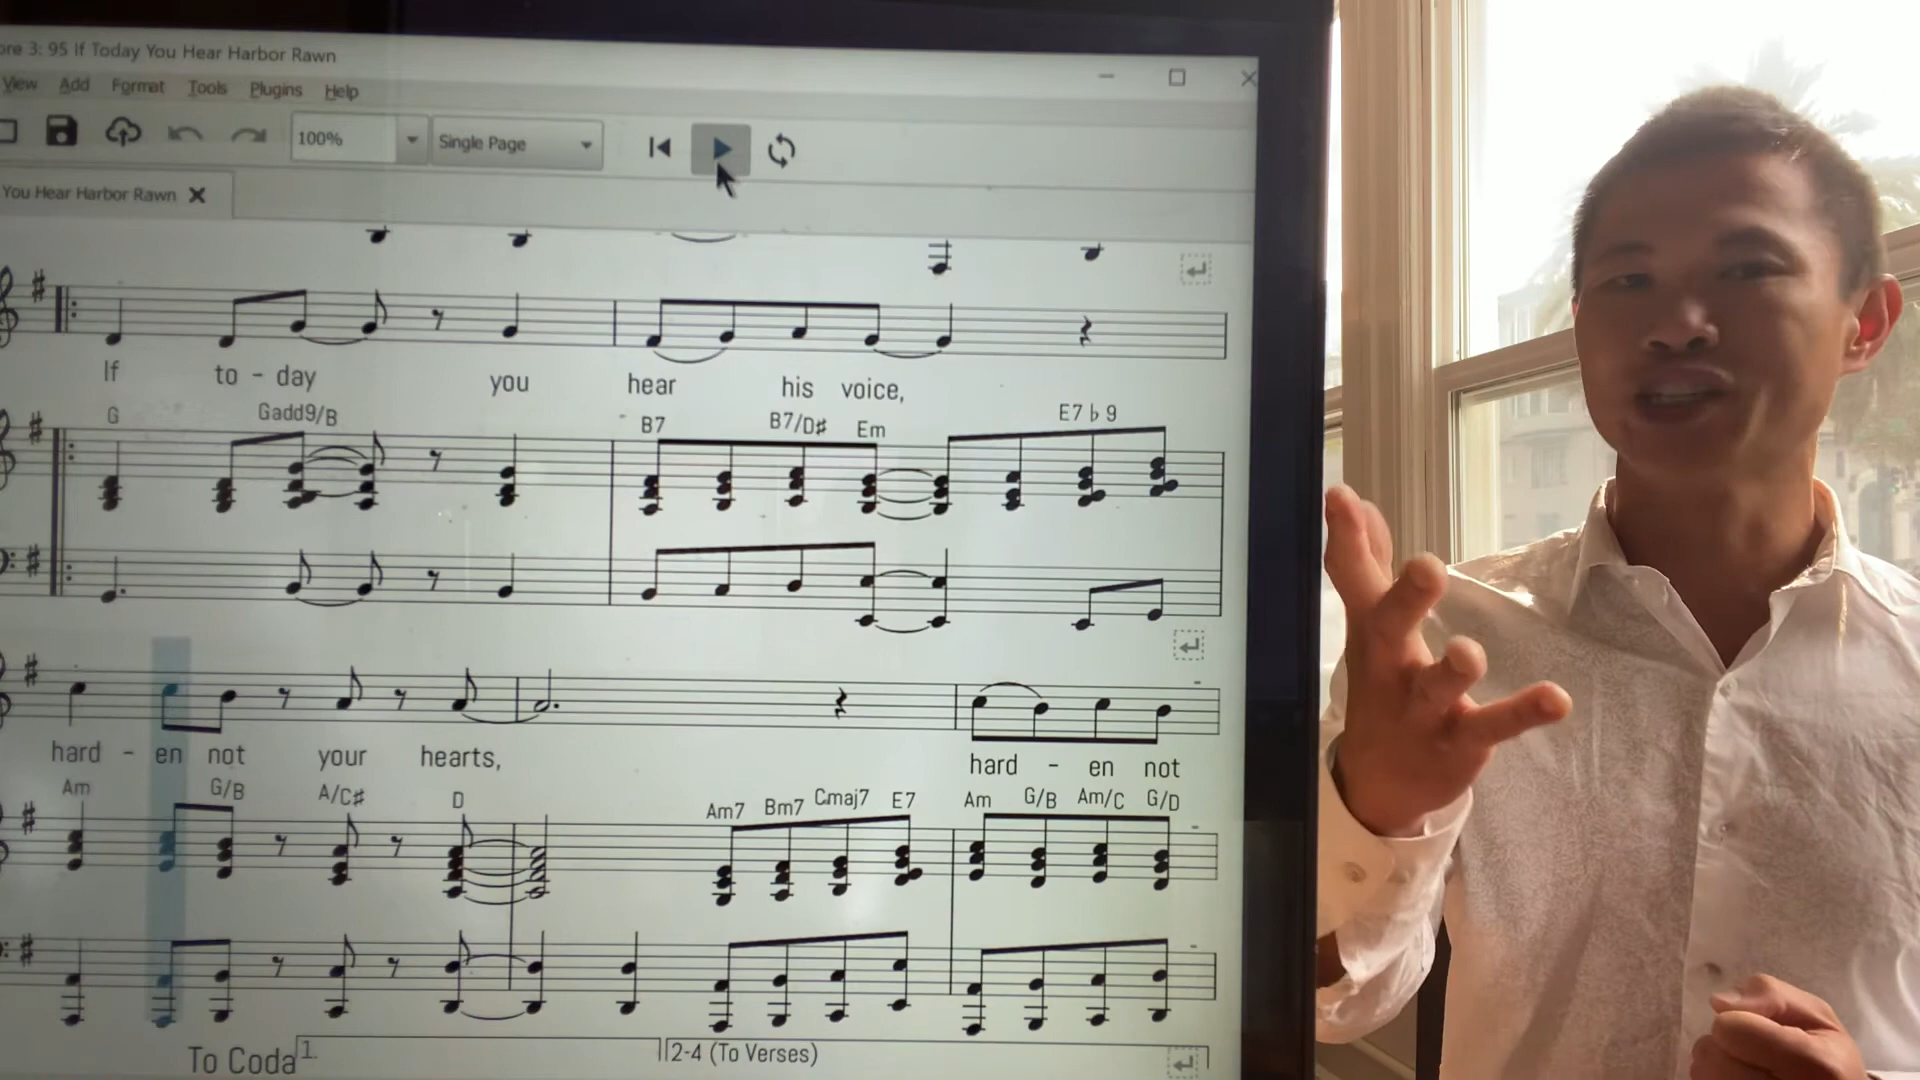 ore 3: 95 If Today You Hear Harbor Rawn
View Add Format Tools Plugins Help
100% Single Page
You Hear Harbor Rawn
If to - day you hear his voice,
G Gadd9/B B7 B7/D♯ Em E7♭9
hard - en not your hearts, hard - en not
Am G/B A/C♯ D Am7 Bm7 Cmaj7 E7 Am G/B Am/C G/D
To Coda 1. 2-4 (To Verses)